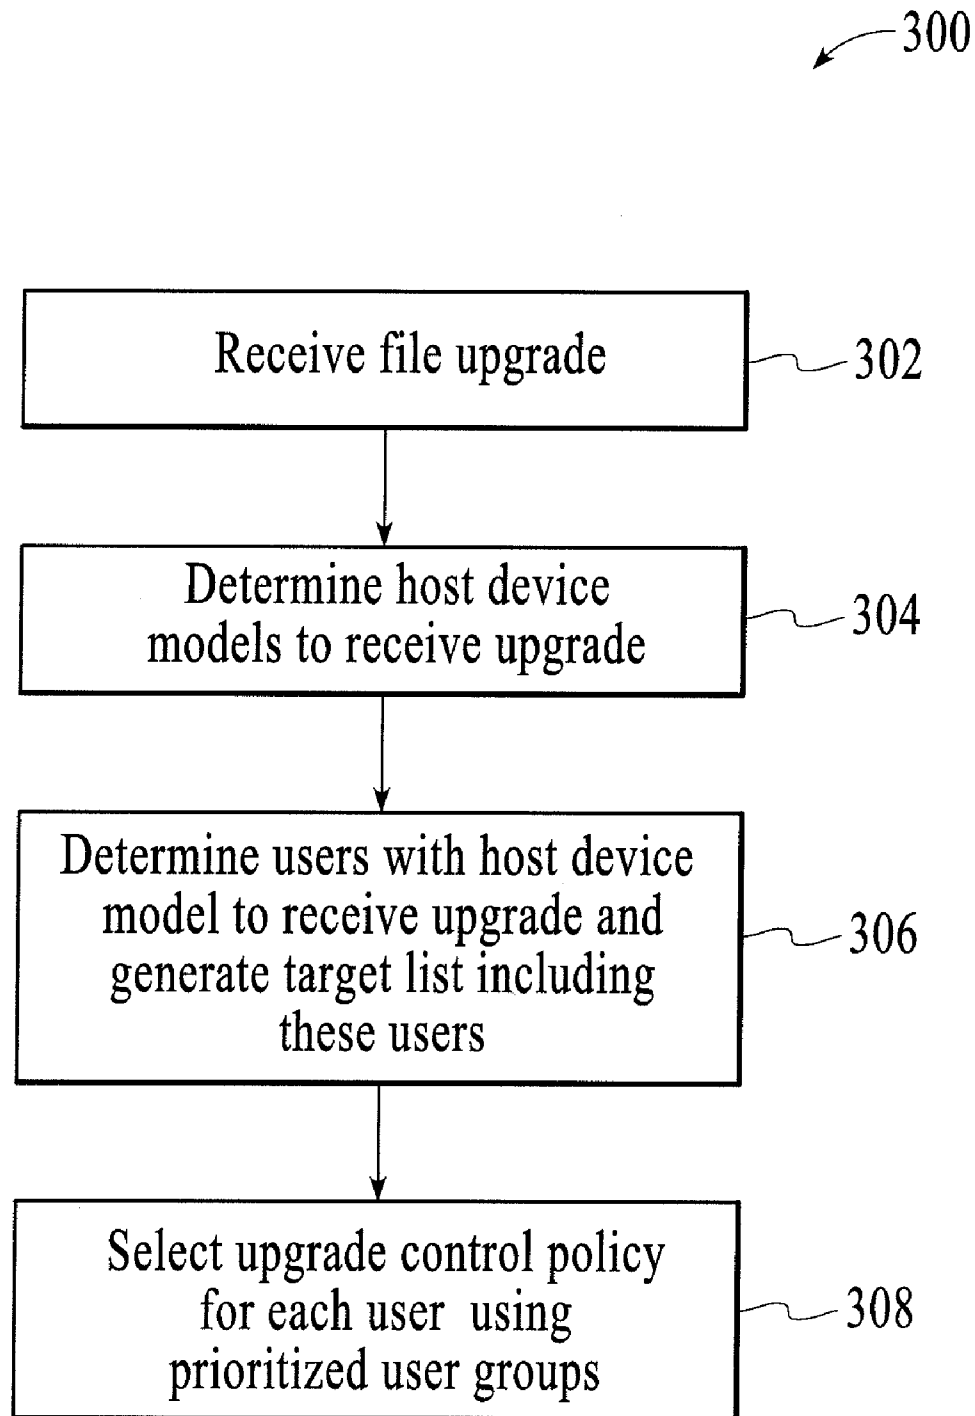 300
Receive file upgrade
302
Determine host device
models to receive upgrade
304
Determine users with host device
model to receive upgrade and
generate target list including
these users
306
Select upgrade control policy
for each user using
prioritized user groups
308